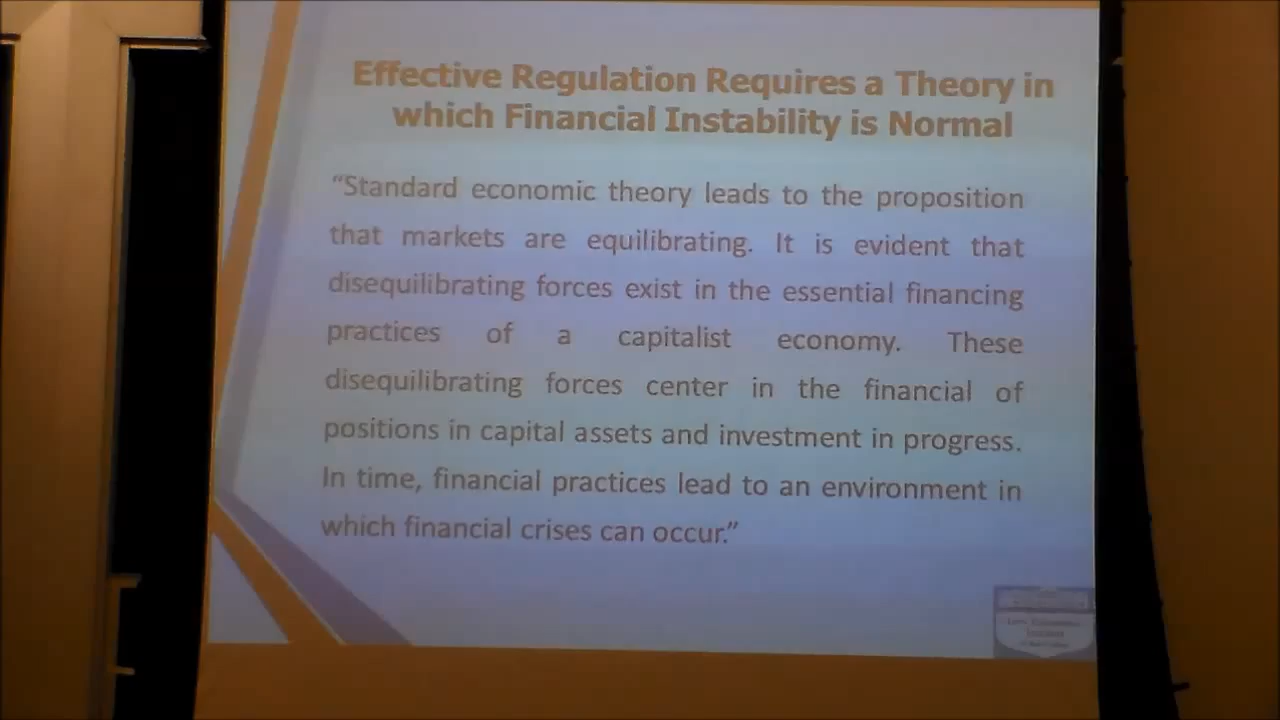 Effective Regulation Requires a Theory in
which Financial Instability is Normal
“Standard economic theory leads to the proposition
that markets are equilibrating. It is evident that
disequilibrating forces exist in the essential financing
practices of a capitalist economy. These
disequilibrating forces center in the financial of
positions in capital assets and investment in progress.
In time, financial practices lead to an environment in
which financial crises can occur.”
Levy Economics
Institute